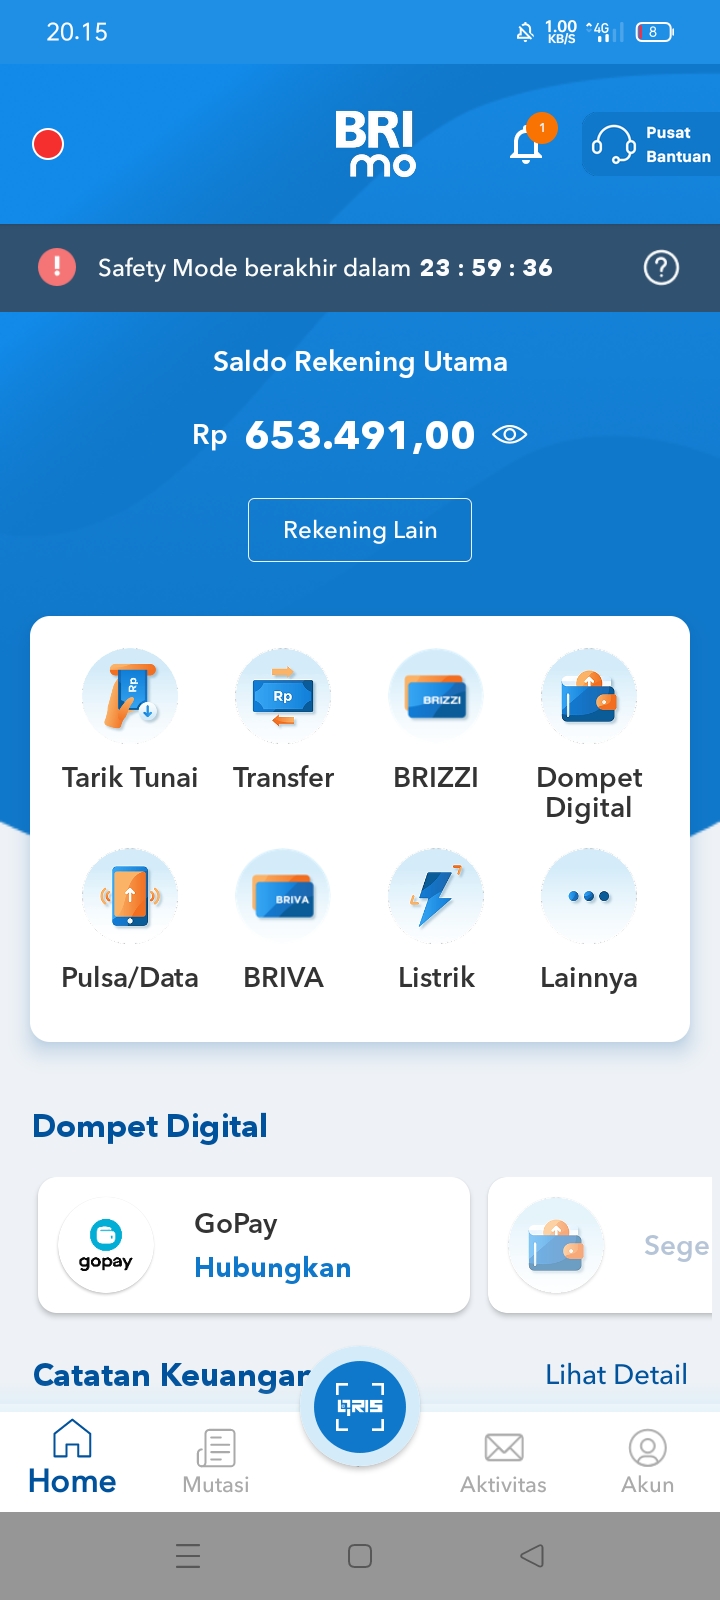 20.15
1.00
KB/S
4G
8
BRI
mo
1
Pusat
Bantuan
Safety Mode berakhir dalam 23 : 59 : 36
Saldo Rekening Utama
Rp 653.491,00
Rekening Lain
Rp
Rp
BRIZZI
Tarik Tunai
Transfer
BRIZZI
Dompet
Digital
BRIVA
Pulsa/Data
BRIVA
Listrik
Lainnya
Dompet Digital
gopay
GoPay
Hubungkan
Sege
Catatan Keuangan
Lihat Detail
QRIS
Home
Mutasi
Aktivitas
Akun